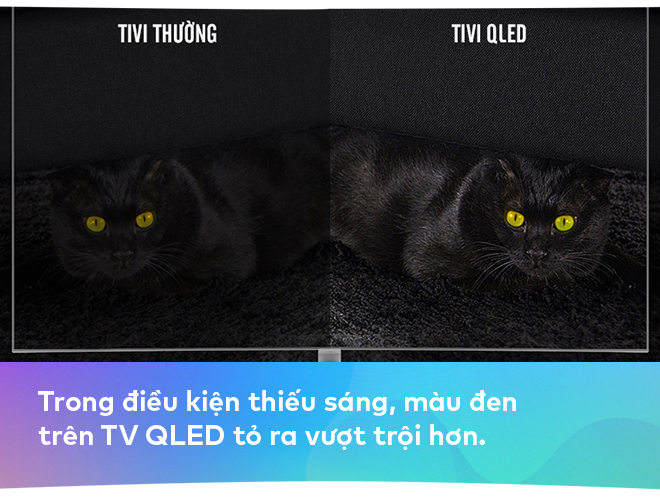 TIVI THƯỜNG
TIVI QLED
Trong điều kiện thiếu sáng, màu đen
trên TV QLED tỏ ra vượt trội hơn.